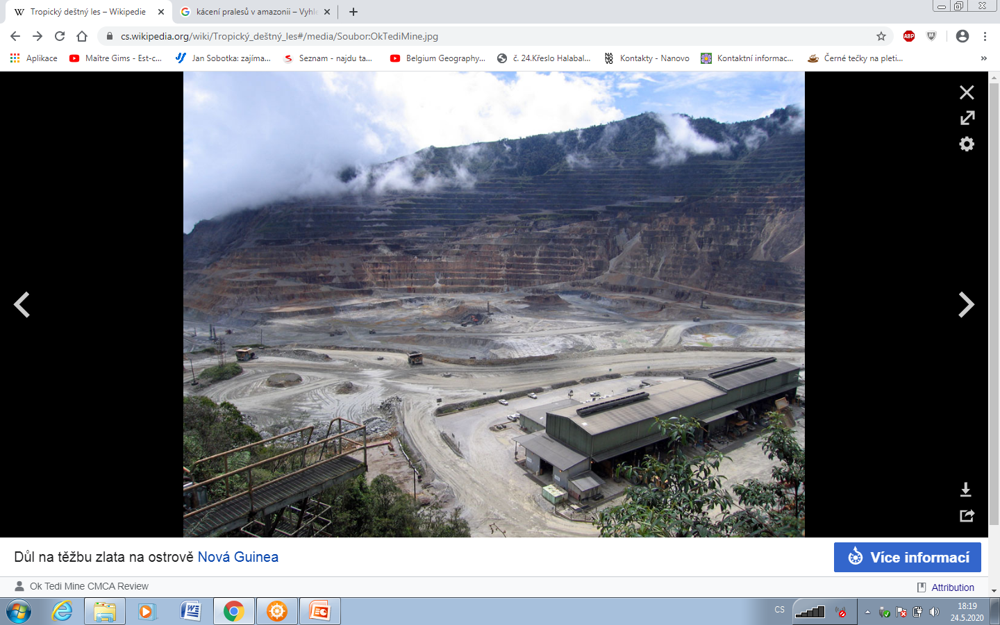 Tropický deštný les – Wikipedie
kácení pralesů v amazonii – Vyhle
cs.wikipedia.org/wiki/Tropický_deštný_les#/media/Soubor:OkTediMine.jpg
ABP
Aplikace
Maître Gims - Est-c...
Jan Sobotka: zajíma...
Seznam - najdu ta...
Belgium Geography...
č. 24.Křeslo Halabal...
Kontakty - Nanovo
Kontaktní informac...
Černé tečky na pleti...
»
Důl na těžbu zlata na ostrově Nová Guinea
Více informací
Ok Tedi Mine CMCA Review
Attribution
CS
18:19
24.5.2020